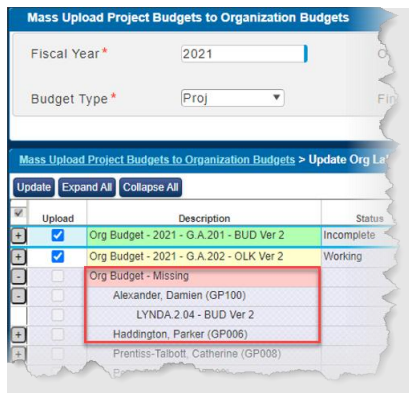 Mass Upload Project Budgets to Organization Budgets
Fiscal Year* 2021
Budget Type* Proj Fin
Mass Upload Project Budgets to Organization Budgets > Update Org La
Update Expand All Collapse All
Upload Description Status
Org Budget - 2021 - G.A.201 - BUD Ver 2 Incomplete
Org Budget - 2021 - G.A.202 - OLK Ver 2 Working
Org Budget - Missing
Alexander, Damien (GP100)
LYNDA.2.04 - BUD Ver 2
Haddington, Parker (GP006)
Prentiss-Talbott, Catherine (GP008)